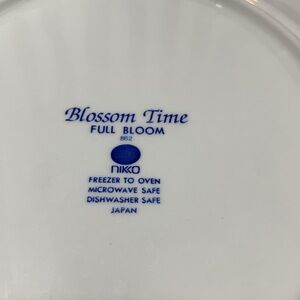 Blossom Time
FULL BLOOM
862
NIKKO
FREEZER TO OVEN
MICROWAVE SAFE
DISHWASHER SAFE
JAPAN